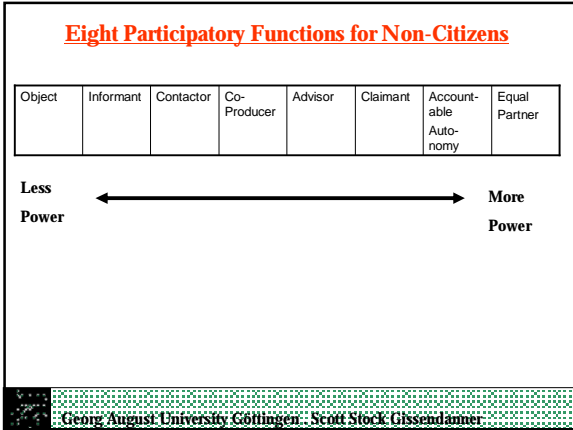 Eight Participatory Functions for Non-Citizens
Object Informant Contactor Co- Advisor Claimant Account- Equal
Producer able Partner
Auto-
nomy
Less
Power
More
Power
Georg August University Göttingen . Scott Stock Gissendanner